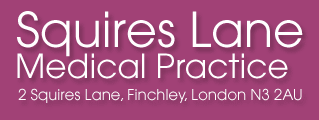 Squires Lane
Medical Practice
2 Squires Lane, Finchley, London N3 2AU